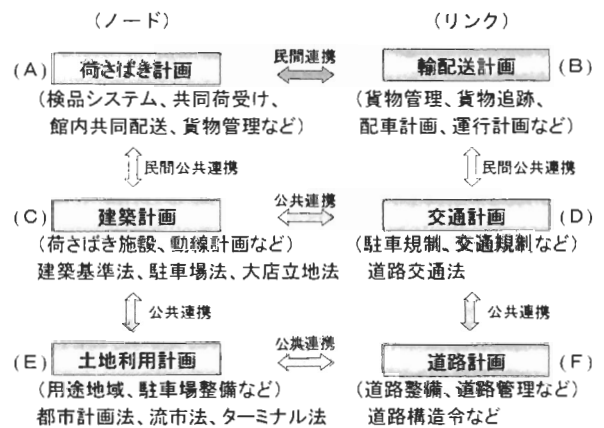 (ノード) (リンク)
民間連携
(A) 荷さばき計画 輸配送計画 (B)
(検品システム、共同荷受け、 (貨物管理、貨物追跡、
館内共同配送、貨物管理など) 配車計画、運行計画など)
民間公共連携 民間公共連携
公共連携
(C) 建築計画 交通計画 (D)
(荷さばき施設、動線計画など) (駐車規制、交通規制など)
建築基準法、駐車場法、大店立地法 道路交通法
公共連携 公共連携
公共連携
(E) 土地利用計画 道路計画 (F)
(用途地域、駐車場整備など) (道路整備、道路管理など)
都市計画法、流市法、ターミナル法 道路構造令など